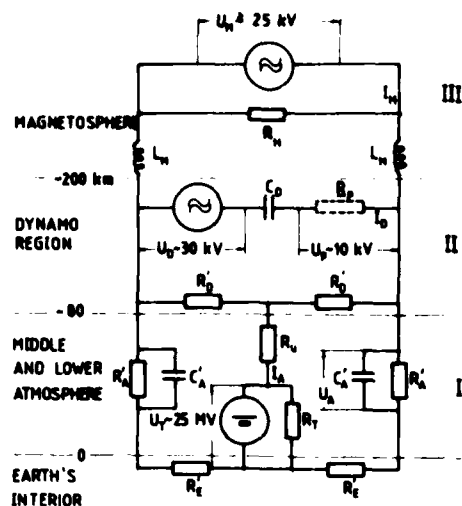 U_M ≷ 25 kV
III
I_M
MAGNETOSPHERE
R_M
L_M
L_M
~200 km
C_D
R_P
I_D
DYNAMO
REGION
U_D~30 kV
U_P~10 kV
II
R'_D
R'_D
~80
MIDDLE
AND LOWER
ATMOSPHERE
R_u
R'_A
C'_A
I_A
U_A
C'_A
R'_A
I
U_T~25 MV
R_T
0
EARTH'S
INTERIOR
R'_E
R'_E